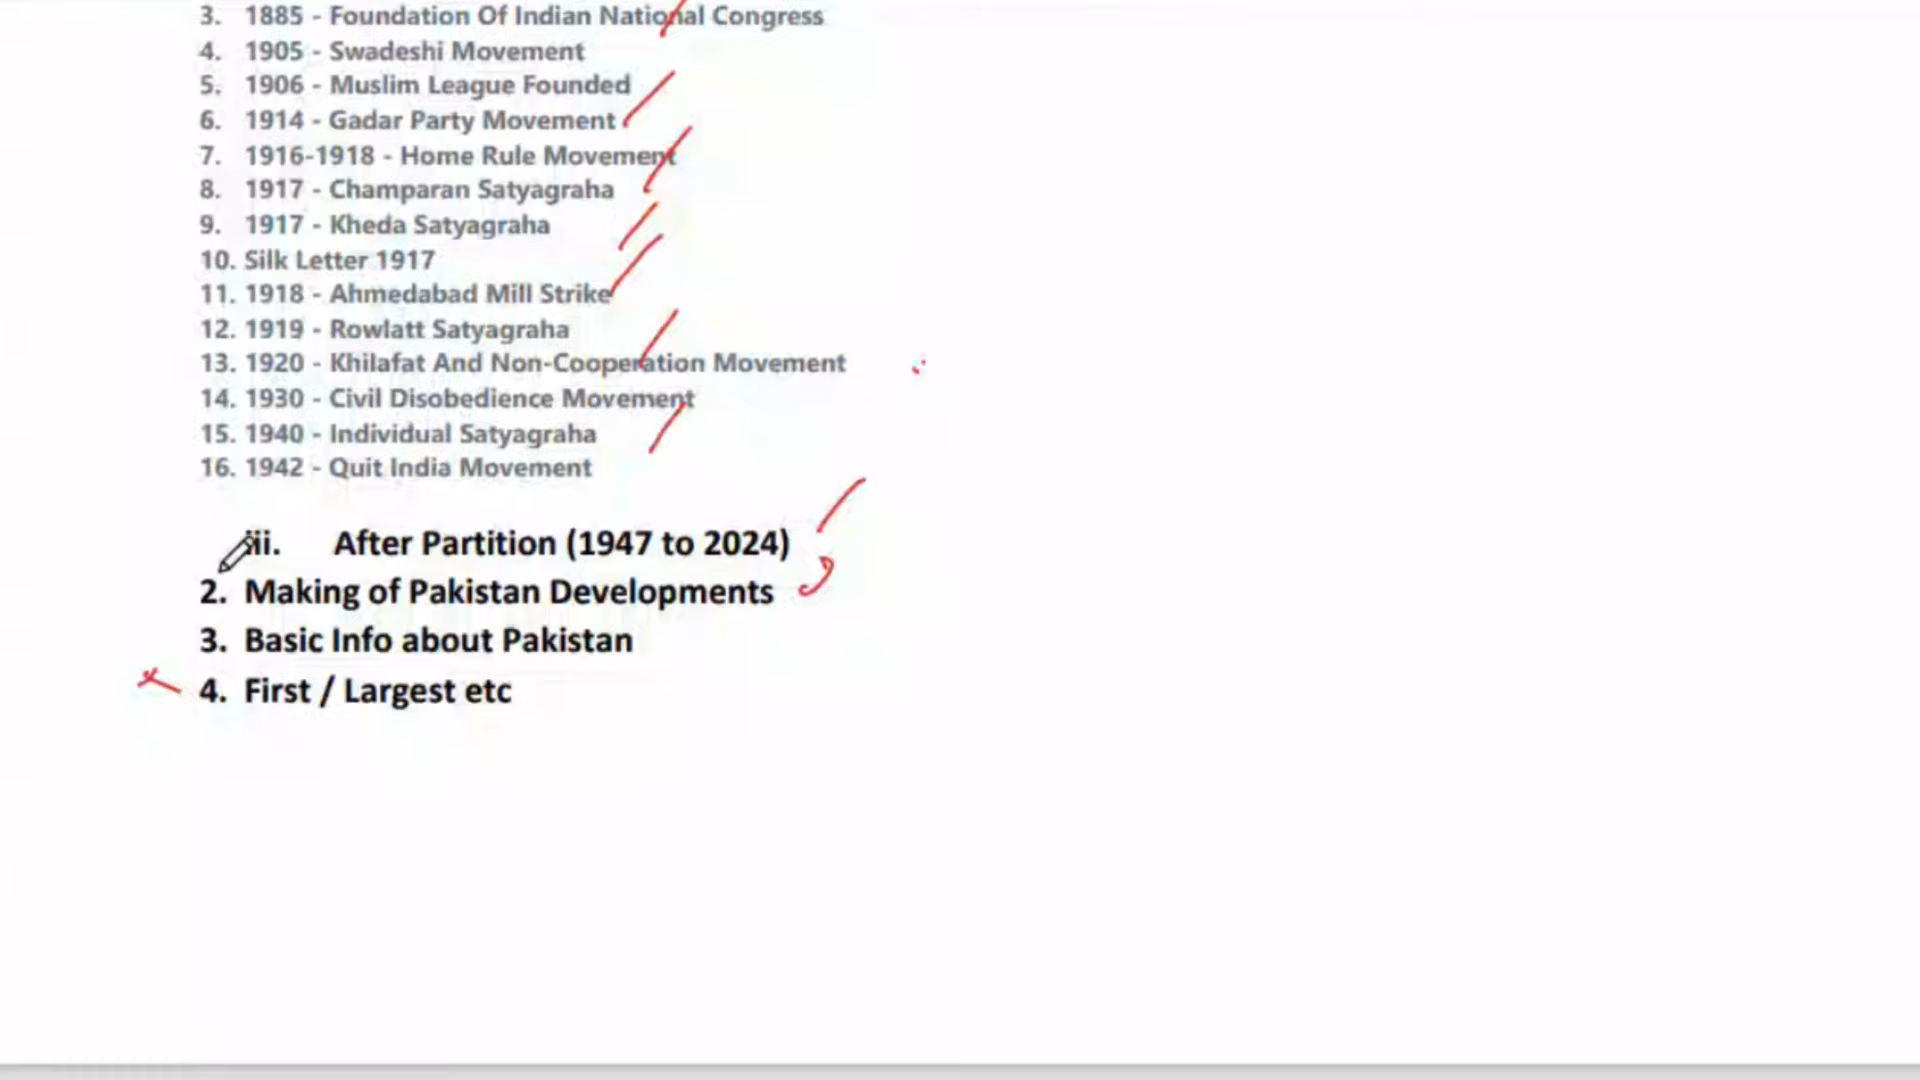 3. 1885 - Foundation Of Indian National Congress
4. 1905 - Swadeshi Movement
5. 1906 - Muslim League Founded
6. 1914 - Gadar Party Movement
7. 1916-1918 - Home Rule Movement
8. 1917 - Champaran Satyagraha
9. 1917 - Kheda Satyagraha
10. Silk Letter 1917
11. 1918 - Ahmedabad Mill Strike
12. 1919 - Rowlatt Satyagraha
13. 1920 - Khilafat And Non-Cooperation Movement
14. 1930 - Civil Disobedience Movement
15. 1940 - Individual Satyagraha
16. 1942 - Quit India Movement
iii. After Partition (1947 to 2024)
2. Making of Pakistan Developments
3. Basic Info about Pakistan
4. First / Largest etc